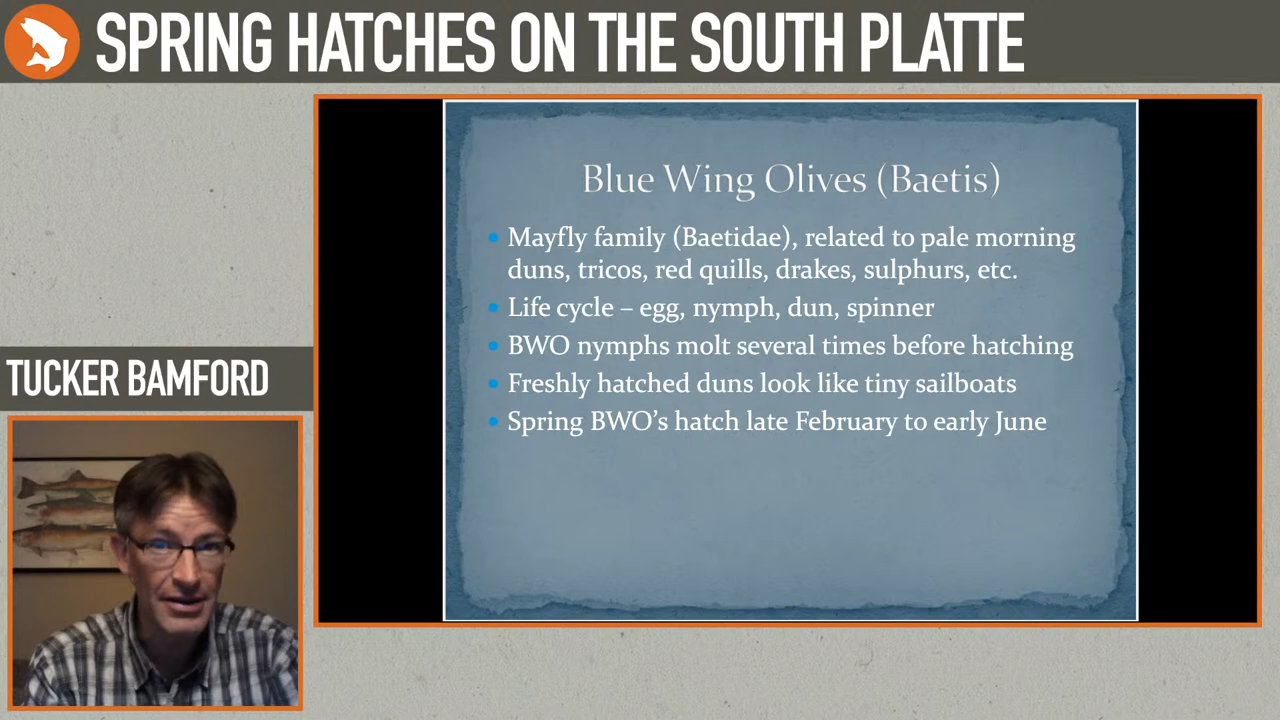 SPRING HATCHES ON THE SOUTH PLATTE
Blue Wing Olives (Baetis)
• Mayfly family (Baetidae), related to pale morning
duns, tricos, red quills, drakes, sulphurs, etc.
• Life cycle – egg, nymph, dun, spinner
• BWO nymphs molt several times before hatching
• Freshly hatched duns look like tiny sailboats
• Spring BWO’s hatch late February to early June
TUCKER BAMFORD